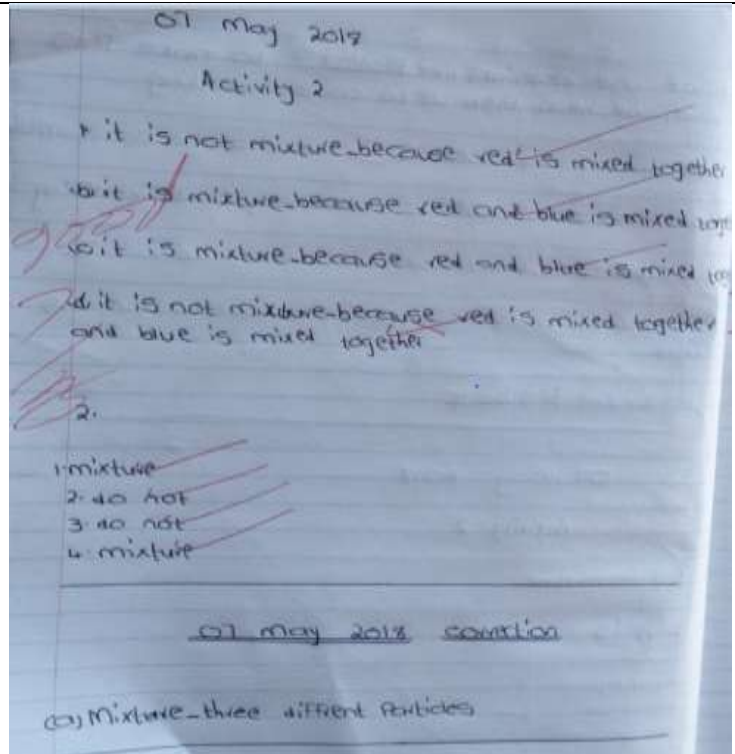 07 May 2018
Activity 2
it is not mixture-because red is mixed together
b. it is mixture-because red and blue is mixed
c. it is mixture-because red and blue is mixed
d. it is not mixture-because red is mixed together
and blue is mixed together
2.
1. mixture
2. do not
3. do not
4. mixture
07 may 2018
(a) Mixture-three diffrent Particles